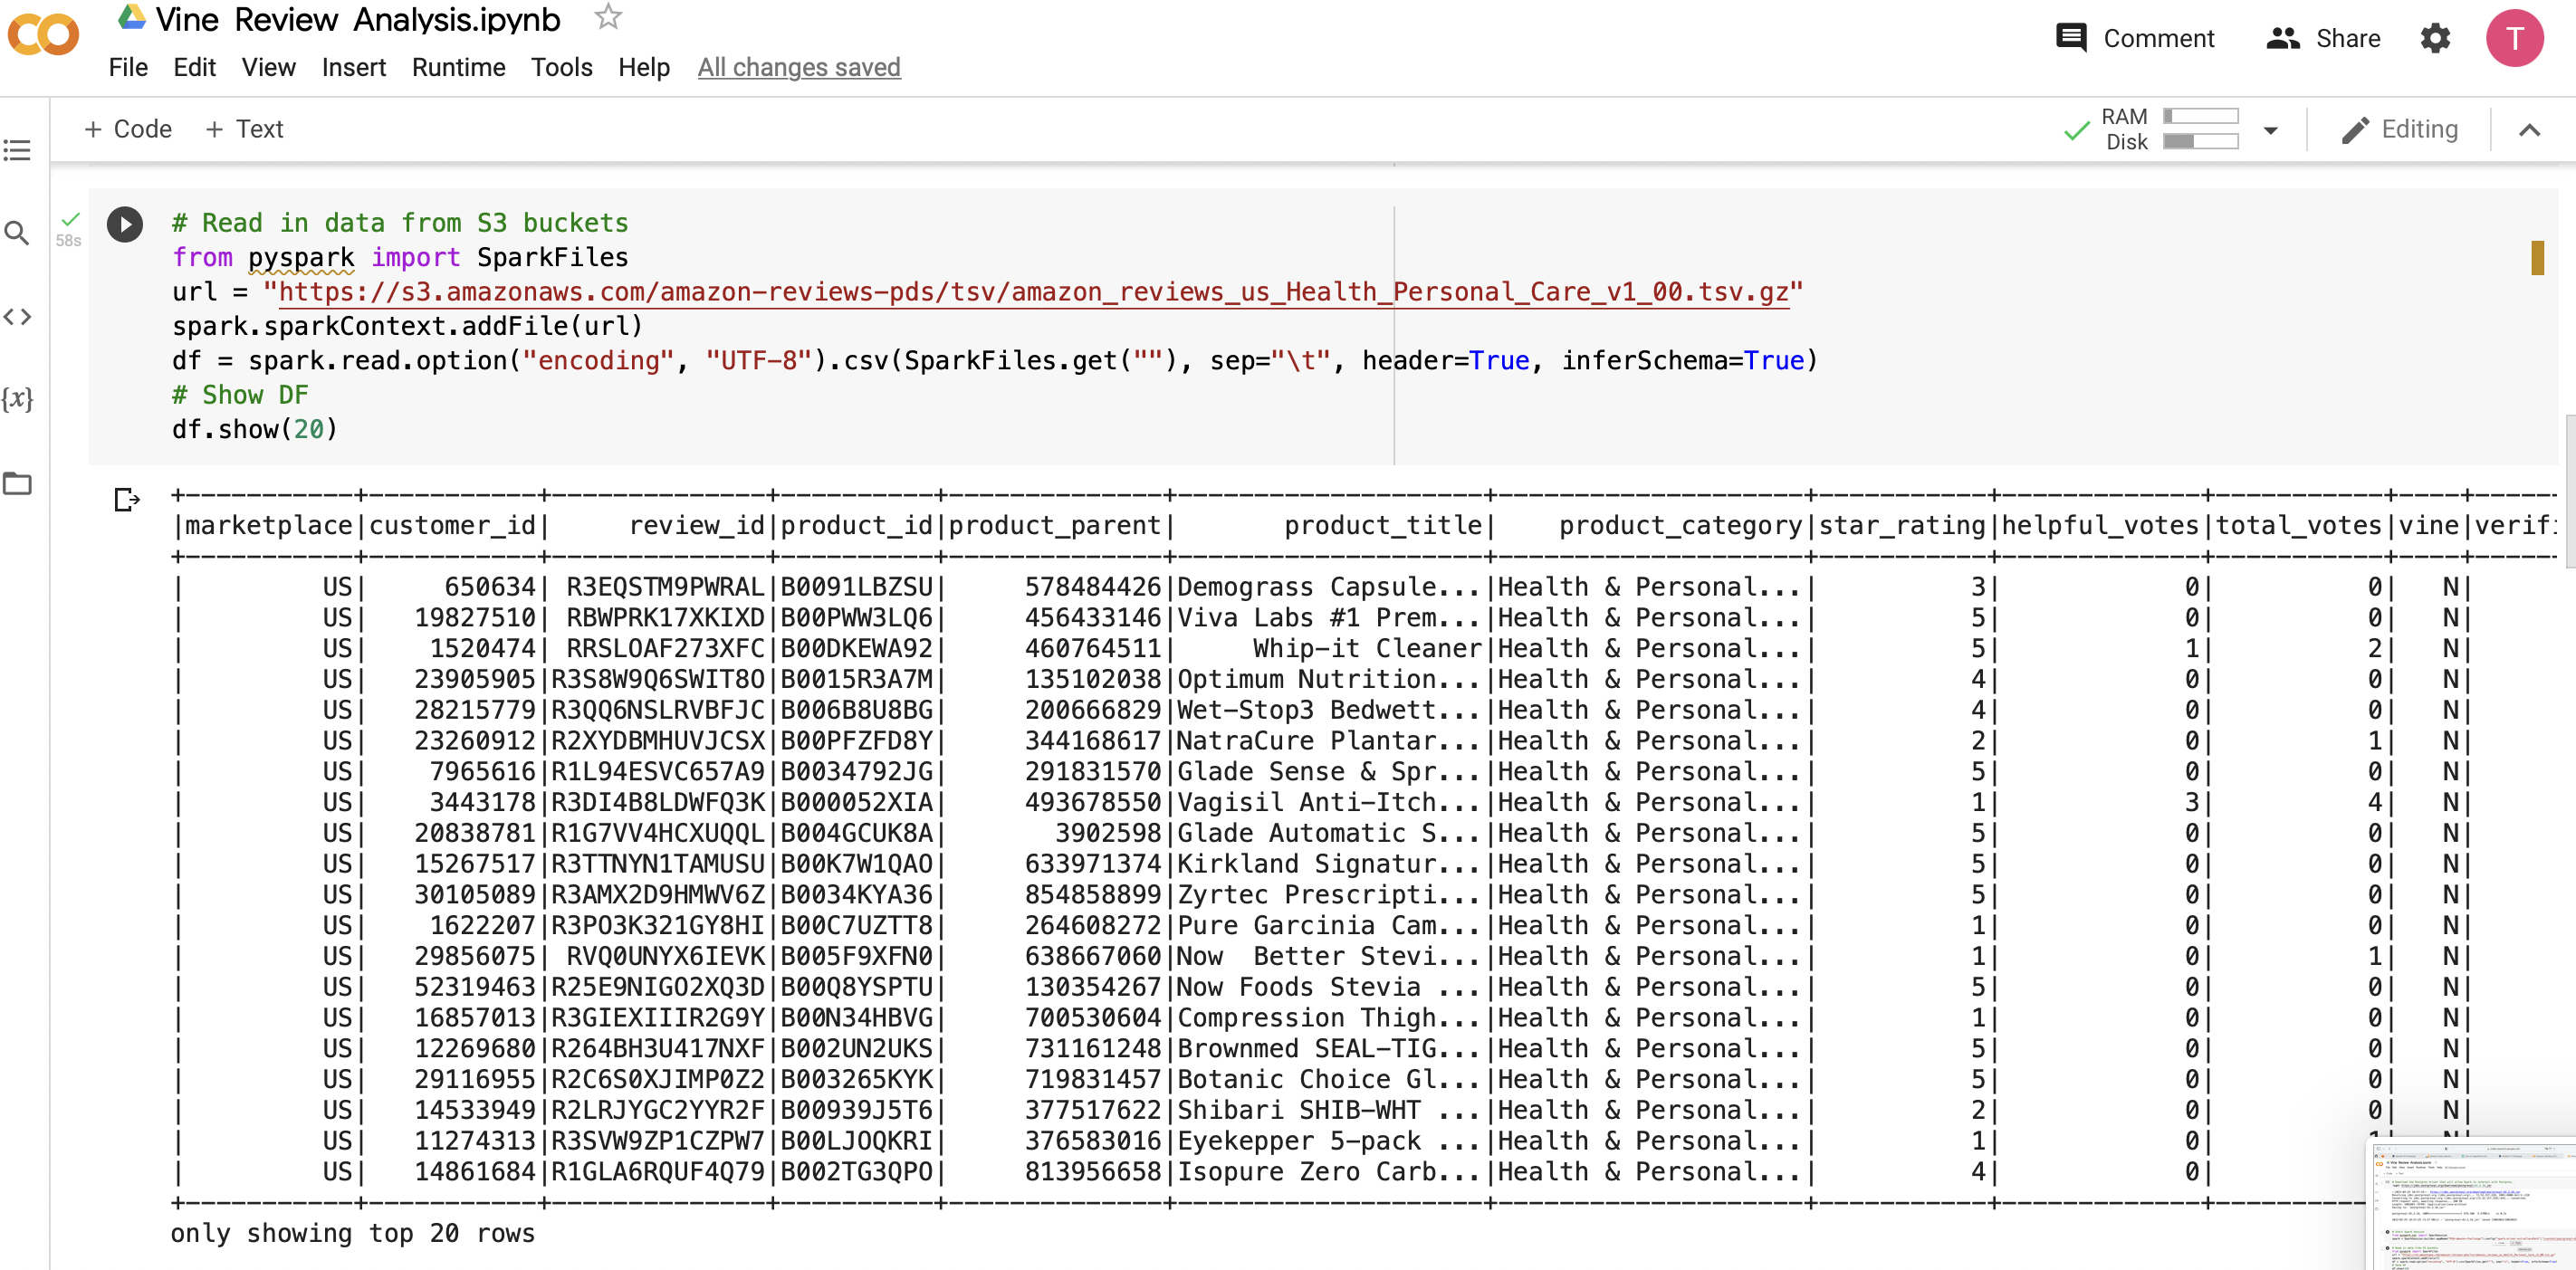 Vine Review Analysis.ipynb
File Edit View Insert Runtime Tools Help All changes saved
Comment Share T
+ Code + Text
RAM
Disk
Editing
58s
# Read in data from S3 buckets
from pyspark import SparkFiles
url = "https://s3.amazonaws.com/amazon-reviews-pds/tsv/amazon_reviews_us_Health_Personal_Care_v1_00.tsv.gz"
spark.sparkContext.addFile(url)
df = spark.read.option("encoding", "UTF-8").csv(SparkFiles.get(""), sep="\t", header=True, inferSchema=True)
# Show DF
df.show(20)
{x}
+-----------+-----------+--------------+----------+--------------+--------------------+--------------------+-----------+-------------+-----------+----+------
|marketplace|customer_id|     review_id|product_id|product_parent|       product_title|    product_category|star_rating|helpful_votes|total_votes|vine|verifi
+-----------+-----------+--------------+----------+--------------+--------------------+--------------------+-----------+-------------+-----------+----+------
|         US|     650634| R3EQSTM9PWRAL|B0091LBZSU|     578484426|Demograss Capsule...|Health & Personal...|          3|            0|          0|   N|
|         US|   19827510| RBWPRK17XKIXD|B00PWW3LQ6|     456433146|Viva Labs #1 Prem...|Health & Personal...|          5|            0|          0|   N|
|         US|    1520474| RRSLOAF273XFC|B00DKEWA92|     460764511|     Whip-it Cleaner|Health & Personal...|          5|            1|          2|   N|
|         US|   23905905|R3S8W9Q6SWIT8O|B0015R3A7M|     135102038|Optimum Nutrition...|Health & Personal...|          4|            0|          0|   N|
|         US|   28215779|R3QQ6NSLRVBFJC|B006B8U8BG|     200666829|Wet-Stop3 Bedwett...|Health & Personal...|          4|            0|          0|   N|
|         US|   23260912|R2XYDBMHUVJCSX|B00PFZFD8Y|     344168617|NatraCure Plantar...|Health & Personal...|          2|            0|          1|   N|
|         US|    7965616|R1L94ESVC657A9|B0034792JG|     291831570|Glade Sense & Spr...|Health & Personal...|          5|            0|          0|   N|
|         US|    3443178|R3DI4B8LDWFQ3K|B000052XIA|     493678550|Vagisil Anti-Itch...|Health & Personal...|          1|            3|          4|   N|
|         US|   20838781|R1G7VV4HCXUQQL|B004GCUK8A|       3902598|Glade Automatic S...|Health & Personal...|          5|            0|          0|   N|
|         US|   15267517|R3TTNYN1TAMUSU|B00K7W1QAO|     633971374|Kirkland Signatur...|Health & Personal...|          5|            0|          0|   N|
|         US|   30105089|R3AMX2D9HMWV6Z|B0034KYA36|     854858899|Zyrtec Prescripti...|Health & Personal...|          5|            0|          0|   N|
|         US|    1622207|R3PO3K321GY8HI|B00C7UZTT8|     264608272|Pure Garcinia Cam...|Health & Personal...|          1|            0|          0|   N|
|         US|   29856075| RVQ0UNYX6IEVK|B005F9XFN0|     638667060|Now  Better Stevi...|Health & Personal...|          1|            0|          1|   N|
|         US|   52319463|R25E9NIGO2XQ3D|B00Q8YSPTU|     130354267|Now Foods Stevia ...|Health & Personal...|          5|            0|          0|   N|
|         US|   16857013|R3GIEXIIIR2G9Y|B00N34HBVG|     700530604|Compression Thigh...|Health & Personal...|          1|            0|          0|   N|
|         US|   12269680|R264BH3U417NXF|B002UN2UKS|     731161248|Brownmed SEAL-TIG...|Health & Personal...|          5|            0|          0|   N|
|         US|   29116955|R2C6S0XJIMP0Z2|B003265KYK|     719831457|Botanic Choice Gl...|Health & Personal...|          5|            0|          0|   N|
|         US|   14533949|R2LRJYGC2YYR2F|B00939J5T6|     377517622|Shibari SHIB-WHT ...|Health & Personal...|          2|            0|          0|   N|
|         US|   11274313|R3SVW9ZP1CZPW7|B00LJOQKRI|     376583016|Eyekepper 5-pack ...|Health & Personal...|          1|            0|
|         US|   14861684|R1GLA6RQUF4Q79|B002TG3QPO|     813956658|Isopure Zero Carb...|Health & Personal...|          4|            0|
+-----------+-----------+--------------+----------+--------------+--------------------+--------------------+-----------+-------------+----------
only showing top 20 rows